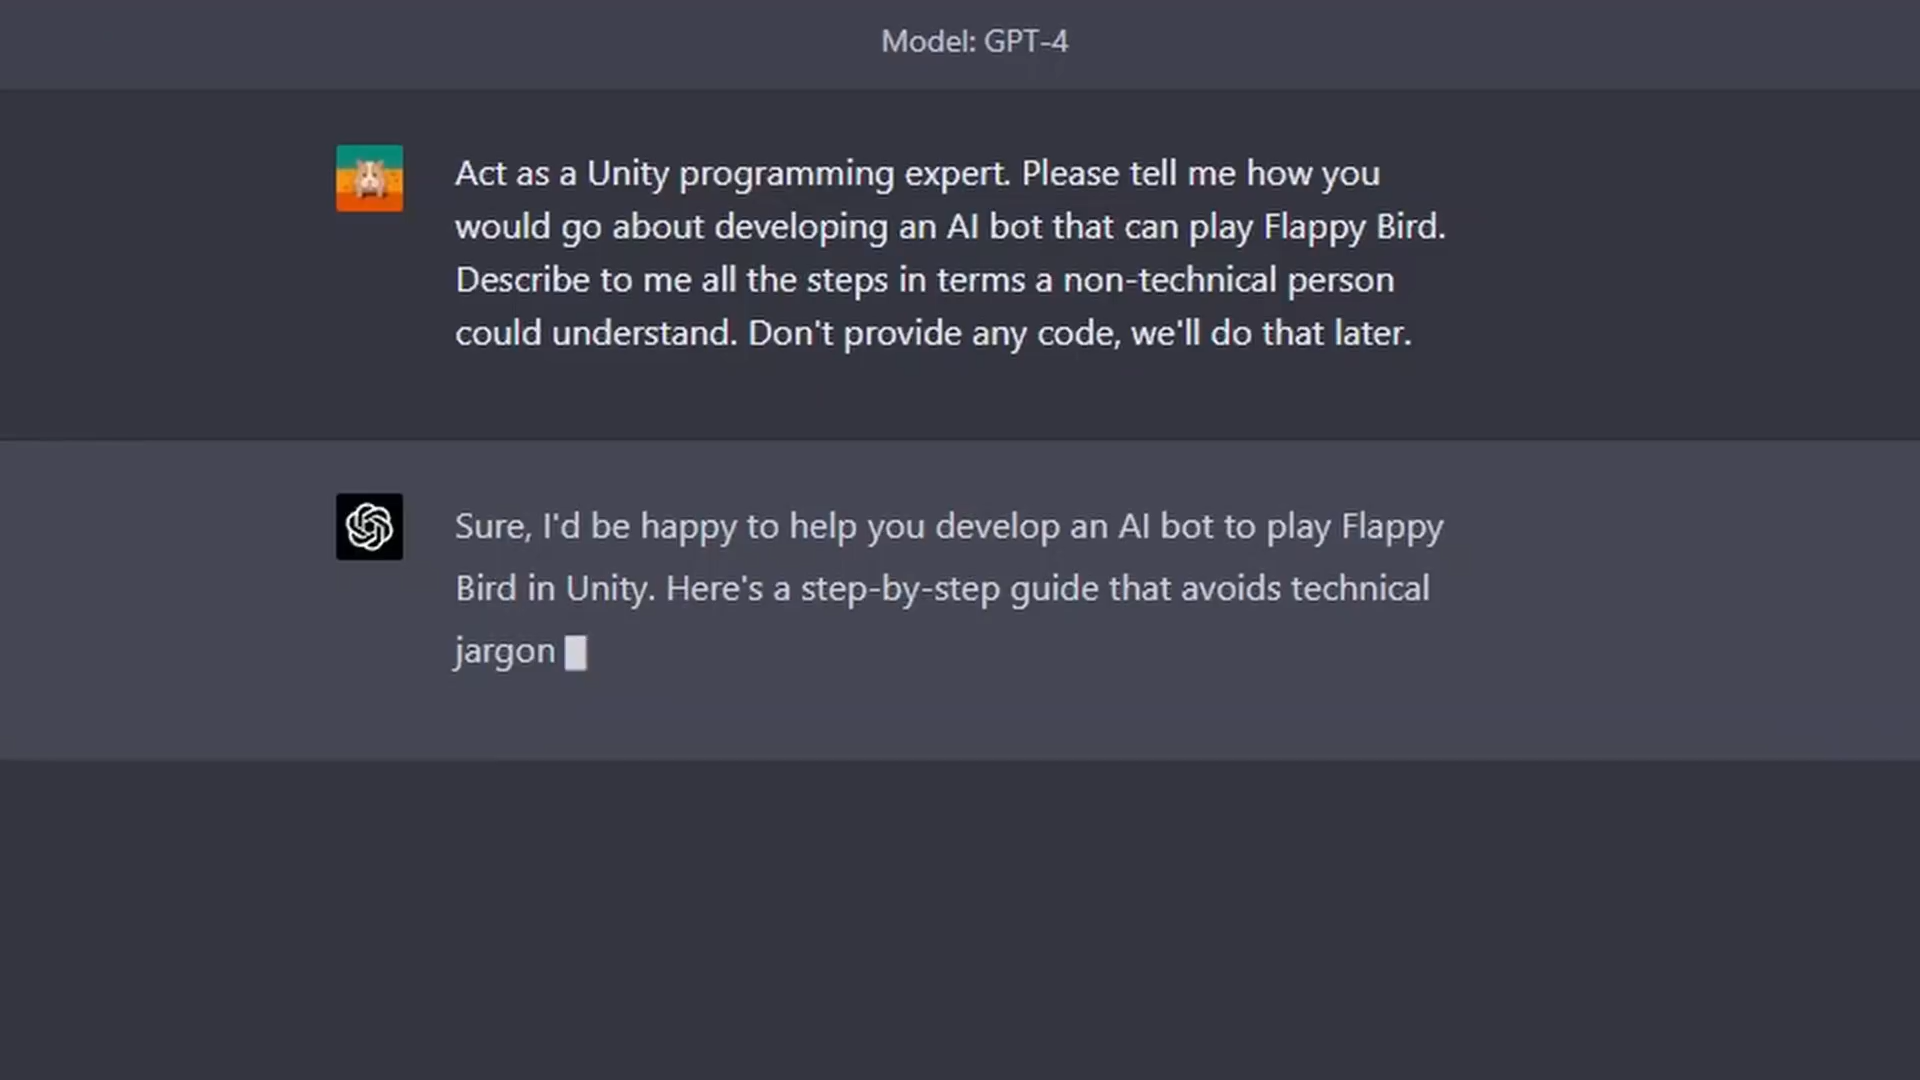 Model: GPT-4
Act as a Unity programming expert. Please tell me how you
would go about developing an AI bot that can play Flappy Bird.
Describe to me all the steps in terms a non-technical person
could understand. Don't provide any code, we'll do that later.
Sure, I'd be happy to help you develop an AI bot to play Flappy
Bird in Unity. Here's a step-by-step guide that avoids technical
jargon